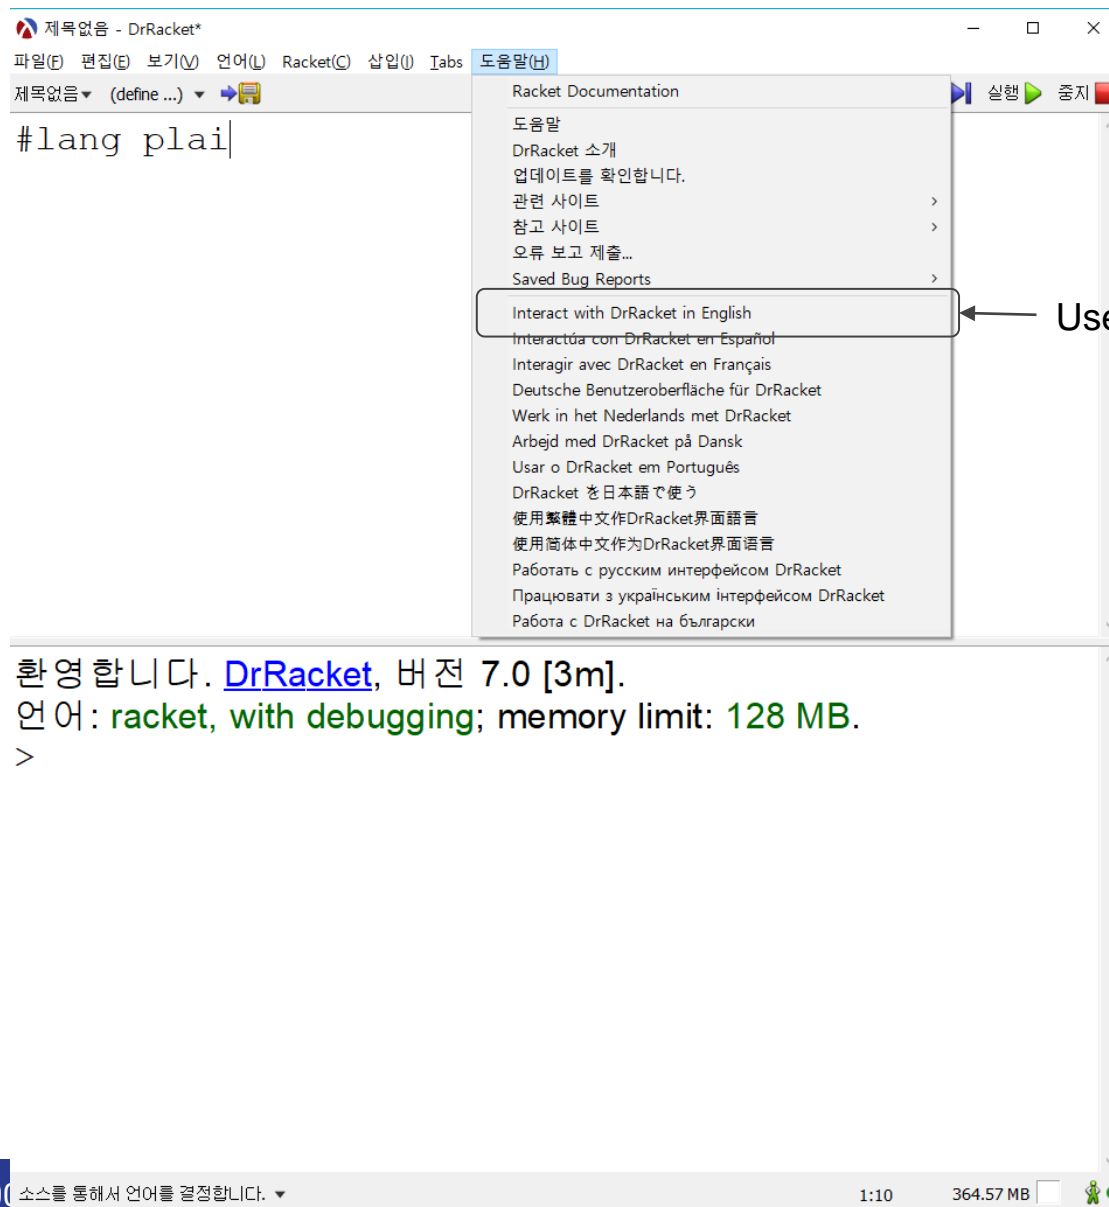 제목없음 - DrRacket*
파일(F) 편집(E) 보기(V) 언어(L) Racket(C) 삽입(I) Tabs 도움말(H)
제목없음 (define ...) 실행 중지
#lang plai
Racket Documentation
도움말
DrRacket 소개
업데이트를 확인합니다.
관련 사이트
참고 사이트
오류 보고 제출...
Saved Bug Reports
Interact with DrRacket in English
Use
Interactúa con DrRacket en Español
Interagir avec DrRacket en Français
Deutsche Benutzeroberfläche für DrRacket
Werk in het Nederlands met DrRacket
Arbejd med DrRacket på Dansk
Usar o DrRacket em Português
DrRacket を日本語で使う
使用繁體中文作DrRacket界面語言
使用简体中文作为DrRacket界面语言
Работать с русским интерфейсом DrRacket
Працювати з українським інтерфейсом DrRacket
Работа с DrRacket на български
환영합니다. DrRacket, 버전 7.0 [3m].
언어: racket, with debugging; memory limit: 128 MB.
>
소스를 통해서 언어를 결정합니다. 1:10 364.57 MB